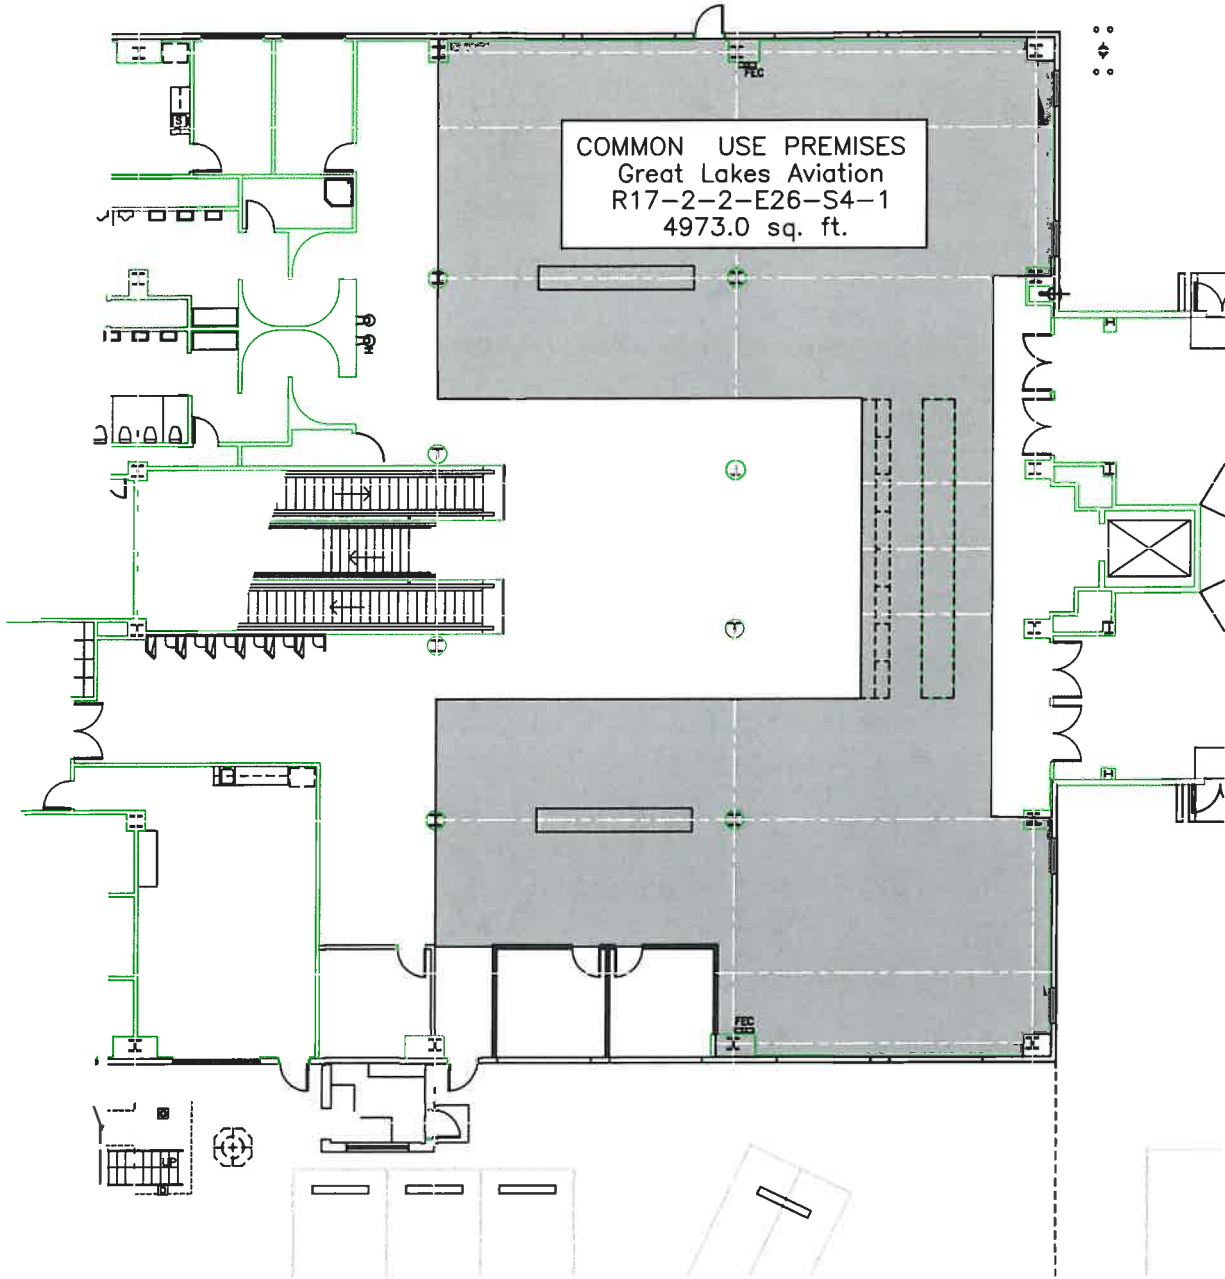 FEC
COMMON USE PREMISES
Great Lakes Aviation
R17-2-2-E26-S4-1
4973.0 sq. ft.
S
FEC
UP